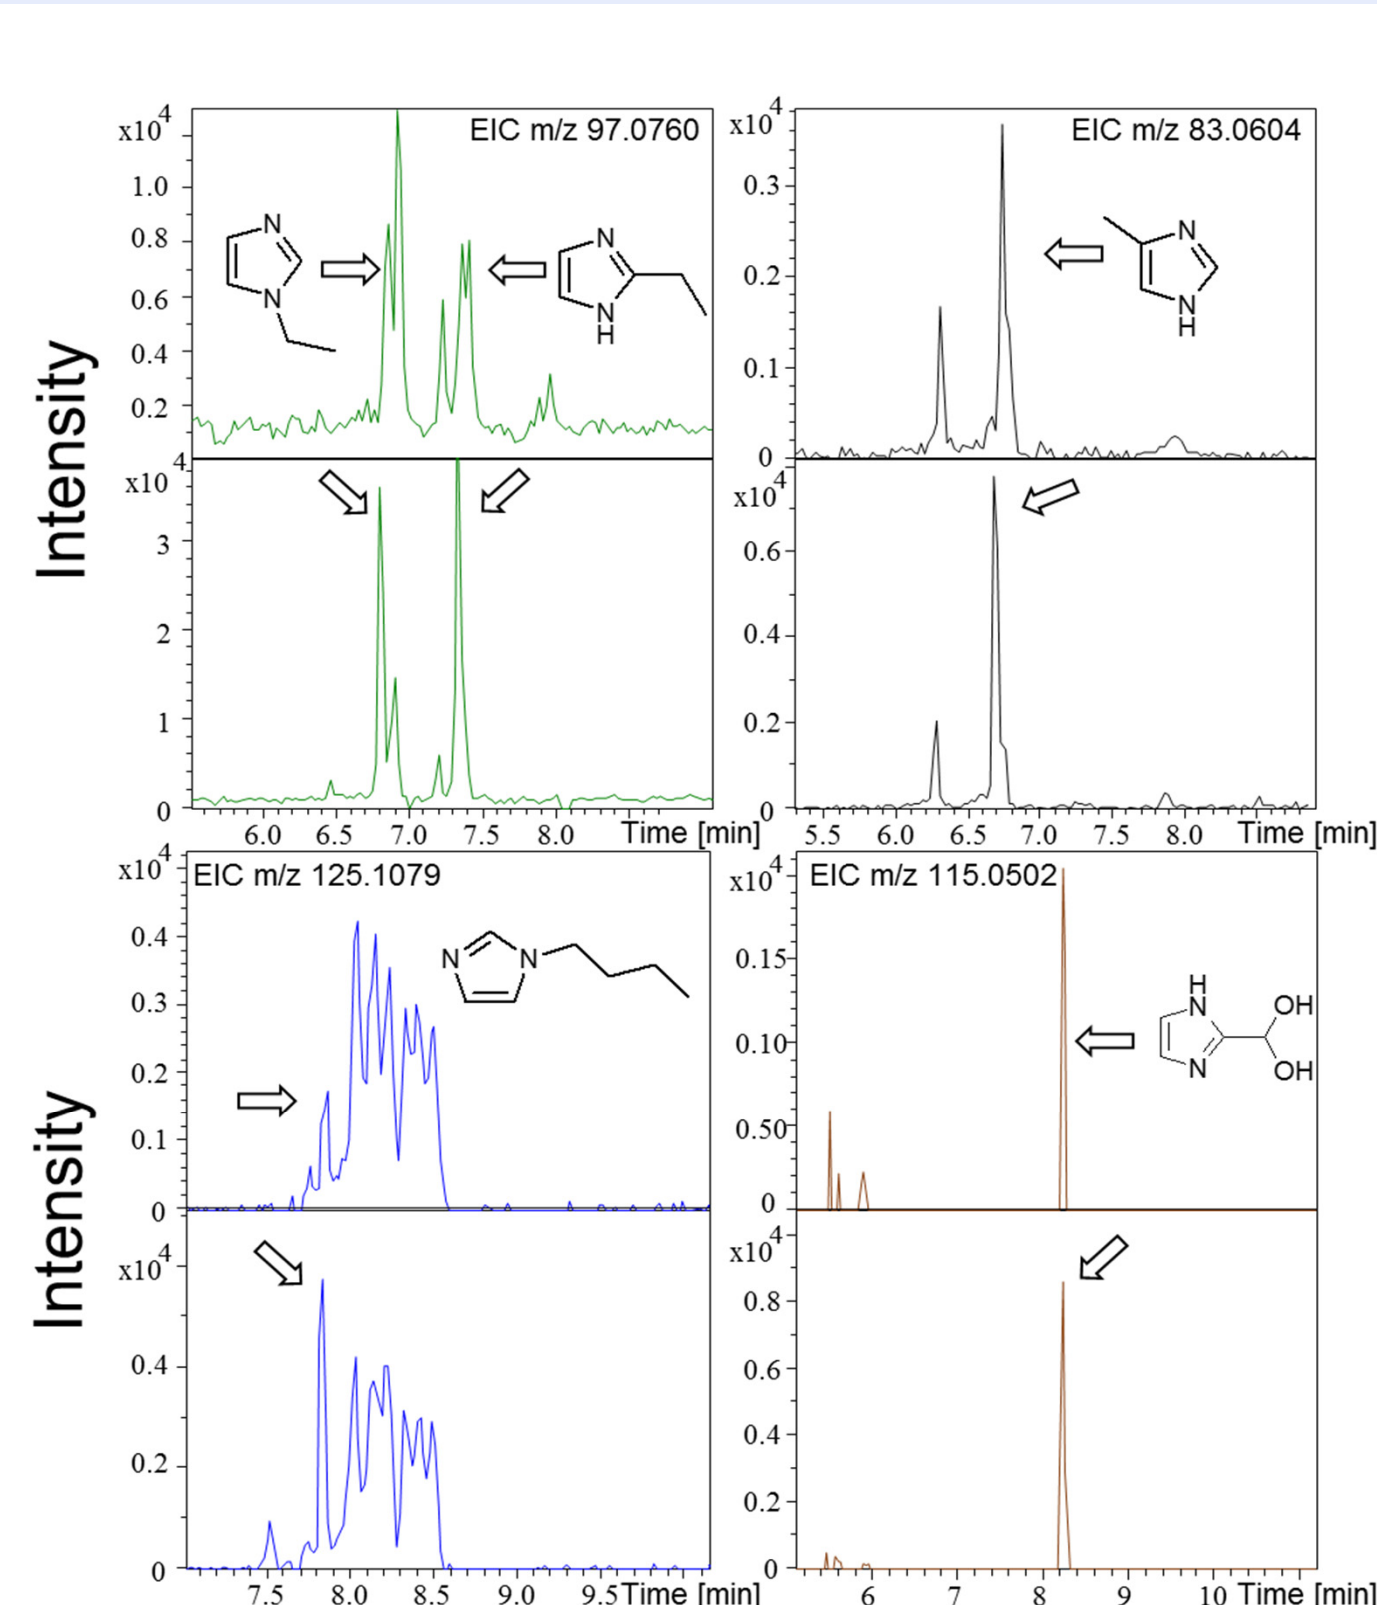 x10 4
EIC m/z 97.0760
1.0
0.8
0.6
0.4
0.2
N
N
N
N
H
x10 4
EIC m/z 83.0604
0.3
0.2
0.1
0
N
N
H
Intensity
x10 4
3
2
1
0
6.0 6.5 7.0 7.5 8.0 Time [min]
x10 4
0.6
0.4
0.2
0
5.5 6.0 6.5 7.0 7.5 8.0 Time [min]
x10 4
EIC m/z 125.1079
0.4
0.3
0.2
0.1
0
N N
x10 4
EIC m/z 115.0502
0.15
0.10
0.50
0
H
N
N
OH
OH
Intensity
x10 4
0.4
0.2
0
7.5 8.0 8.5 9.0 9.5 Time [min]
x10 4
0.8
0.6
0.4
0.2
0
6 7 8 9 10 Time [min]